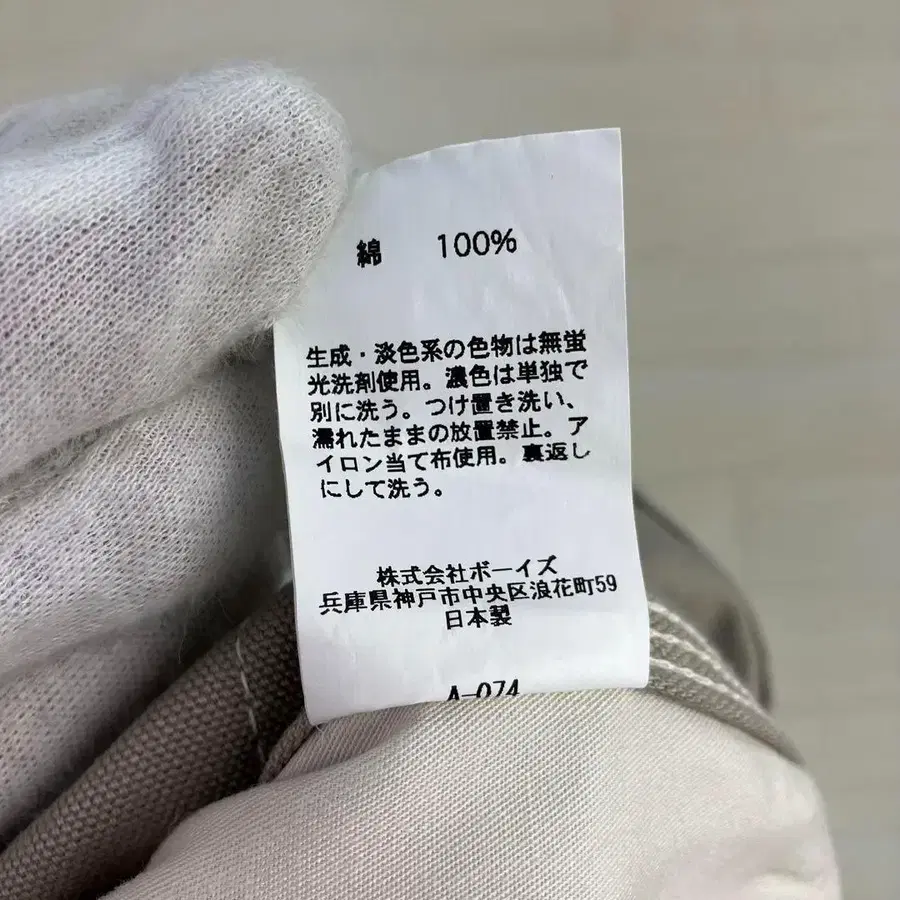 綿 100%
生成・淡色系の色物は無蛍
光洗剤使用。濃色は単独で
別に洗う。つけ置き洗い、
濡れたままの放置禁止。ア
イロン当て布使用。裏返し
にして洗う。
株式会社ボーイズ
兵庫県神戸市中央区浪花町59
日本製
A-074